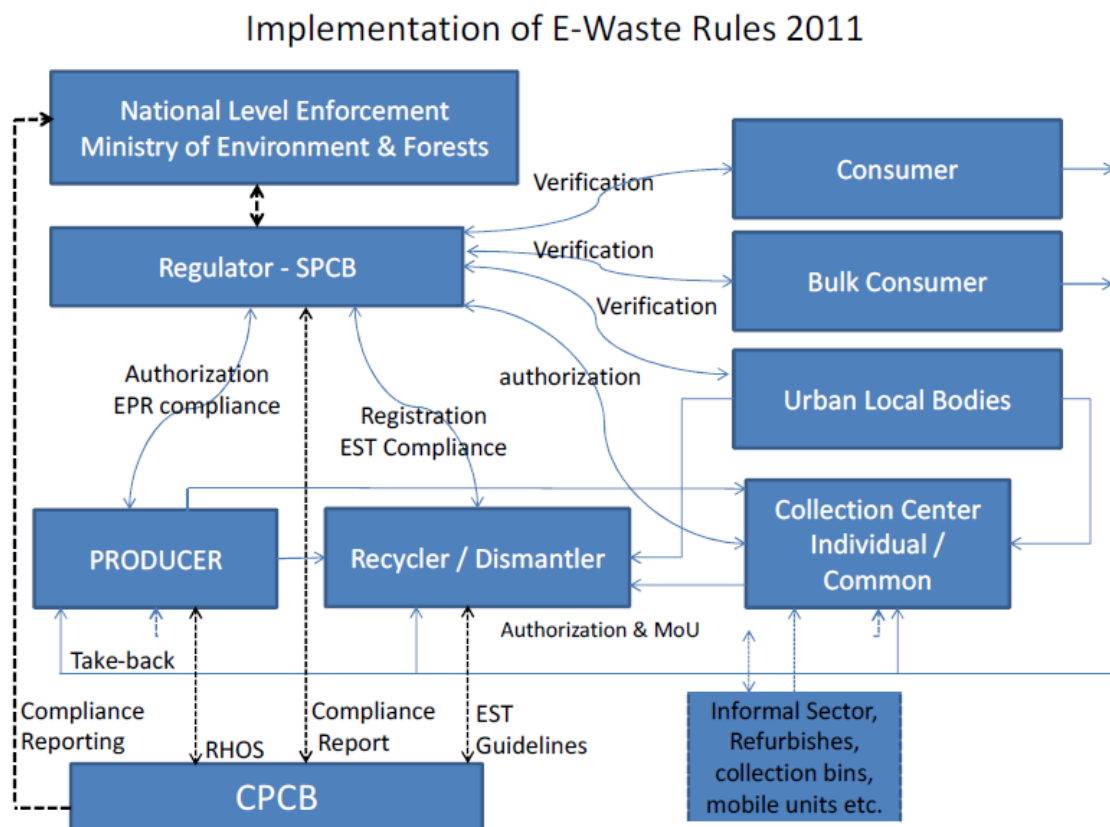 Implementation of E-Waste Rules 2011
National Level Enforcement
Ministry of Environment & Forests
Consumer
Verification
Regulator - SPCB
Verification
Bulk Consumer
Verification
Authorization
EPR compliance
authorization
Urban Local Bodies
Registration
EST Compliance
PRODUCER
Recycler / Dismantler
Collection Center
Individual /
Common
Authorization & MoU
Take-back
Compliance
Reporting
RHOS
Compliance
Report
EST
Guidelines
Informal Sector,
Refurbishes,
collection bins,
mobile units etc.
CPCB